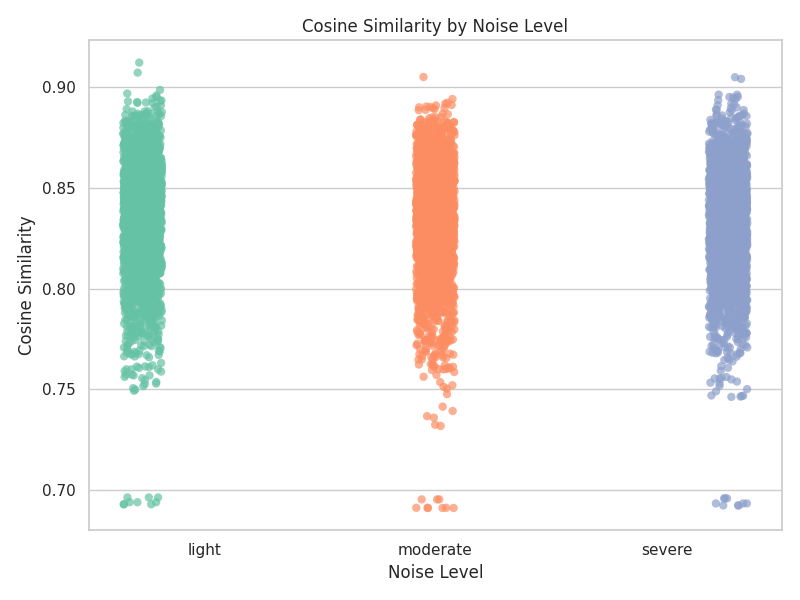 Cosine Similarity by Noise Level
Cosine Similarity
0.90
0.85
0.80
0.75
0.70
light
moderate
severe
Noise Level